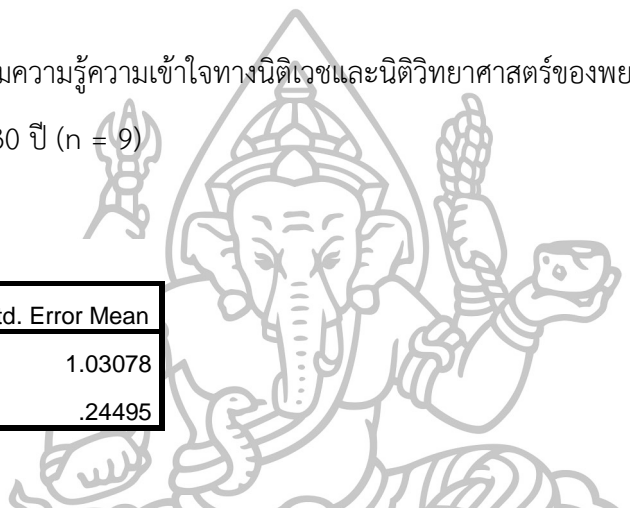 มความรู้ความเข้าใจทางนิติเวชและนิติวิทยาศาสตร์ของพย
30 ปี (n = 9)
td. Error Mean
1.03078
.24495